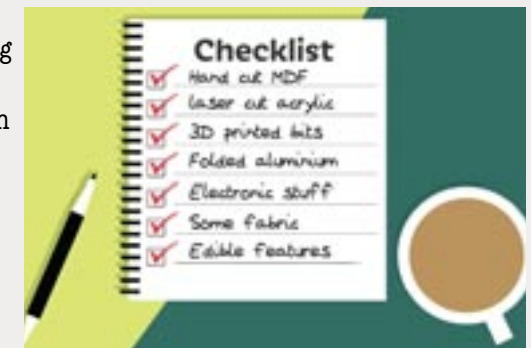 g
n
Checklist
Hand cut MDF
laser cut acrylic
3D printed bits
Folded aluminium
Electronic stuff
Some fabric
Edible features